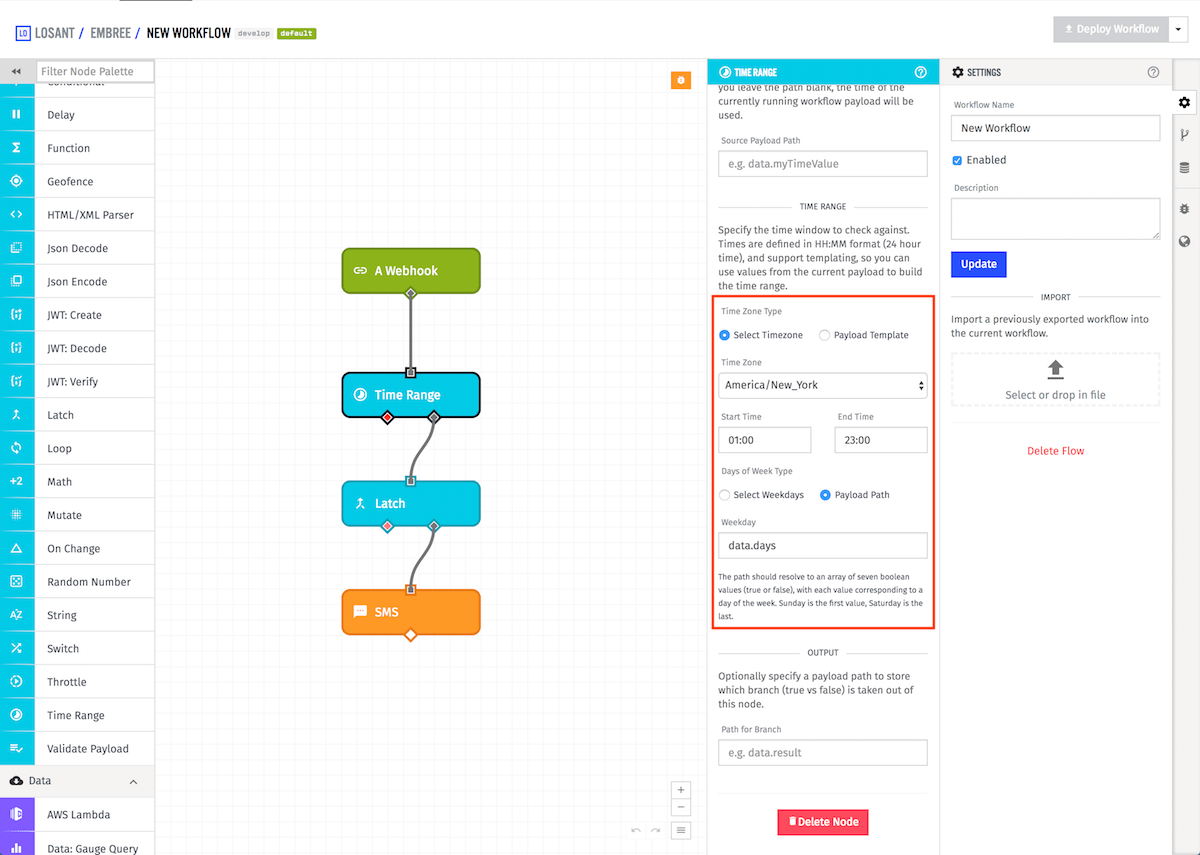 LO LOSANT / EMBREE / NEW WORKFLOW develop default
Deploy Workflow
Filter Node Palette
Conditional
Delay
Function
Geofence
HTML/XML Parser
Json Decode
Json Encode
JWT: Create
JWT: Decode
JWT: Verify
Latch
Loop
+2 Math
Mutate
On Change
Random Number
AZ String
Switch
Throttle
Time Range
Validate Payload
Data
AWS Lambda
Data: Gauge Query
A Webhook
Time Range
Latch
SMS
TIME RANGE
you leave the path blank, the time of the
currently running workflow payload will be
used.
Source Payload Path
e.g. data.myTimeValue
TIME RANGE
Specify the time window to check against.
Times are defined in HH:MM format (24 hour
time), and support templating, so you can
use values from the current payload to build
the time range.
Time Zone Type
Select Timezone Payload Template
Time Zone
America/New_York
Start Time End Time
01:00 23:00
Days of Week Type
Select Weekdays Payload Path
Weekday
data.days
The path should resolve to an array of seven boolean
values (true or false), with each value corresponding to a
day of the week. Sunday is the first value, Saturday is the
last.
OUTPUT
Optionally specify a payload path to store
which branch (true vs false) is taken out of
this node.
Path for Branch
e.g. data.result
Delete Node
SETTINGS
Workflow Name
New Workflow
Enabled
Description
Update
IMPORT
Import a previously exported workflow into
the current workflow.
Select or drop in file
Delete Flow